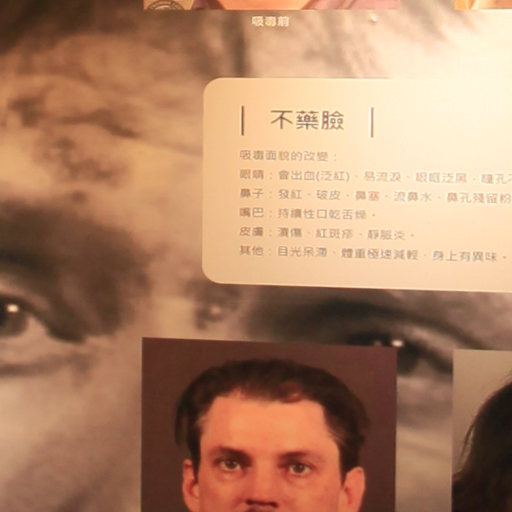 吸毒前
不藥臉
吸毒面貌的改變：
眼睛：會出血(泛紅)、易流淚、眼眶泛黑、瞳孔不
鼻子：發紅、破皮、鼻塞、流鼻水、鼻孔殘留粉
嘴巴：持續性口乾舌燥。
皮膚：潰傷、紅斑疹、靜脈炎。
其他：目光呆滯、體重極速減輕、身上有異味。